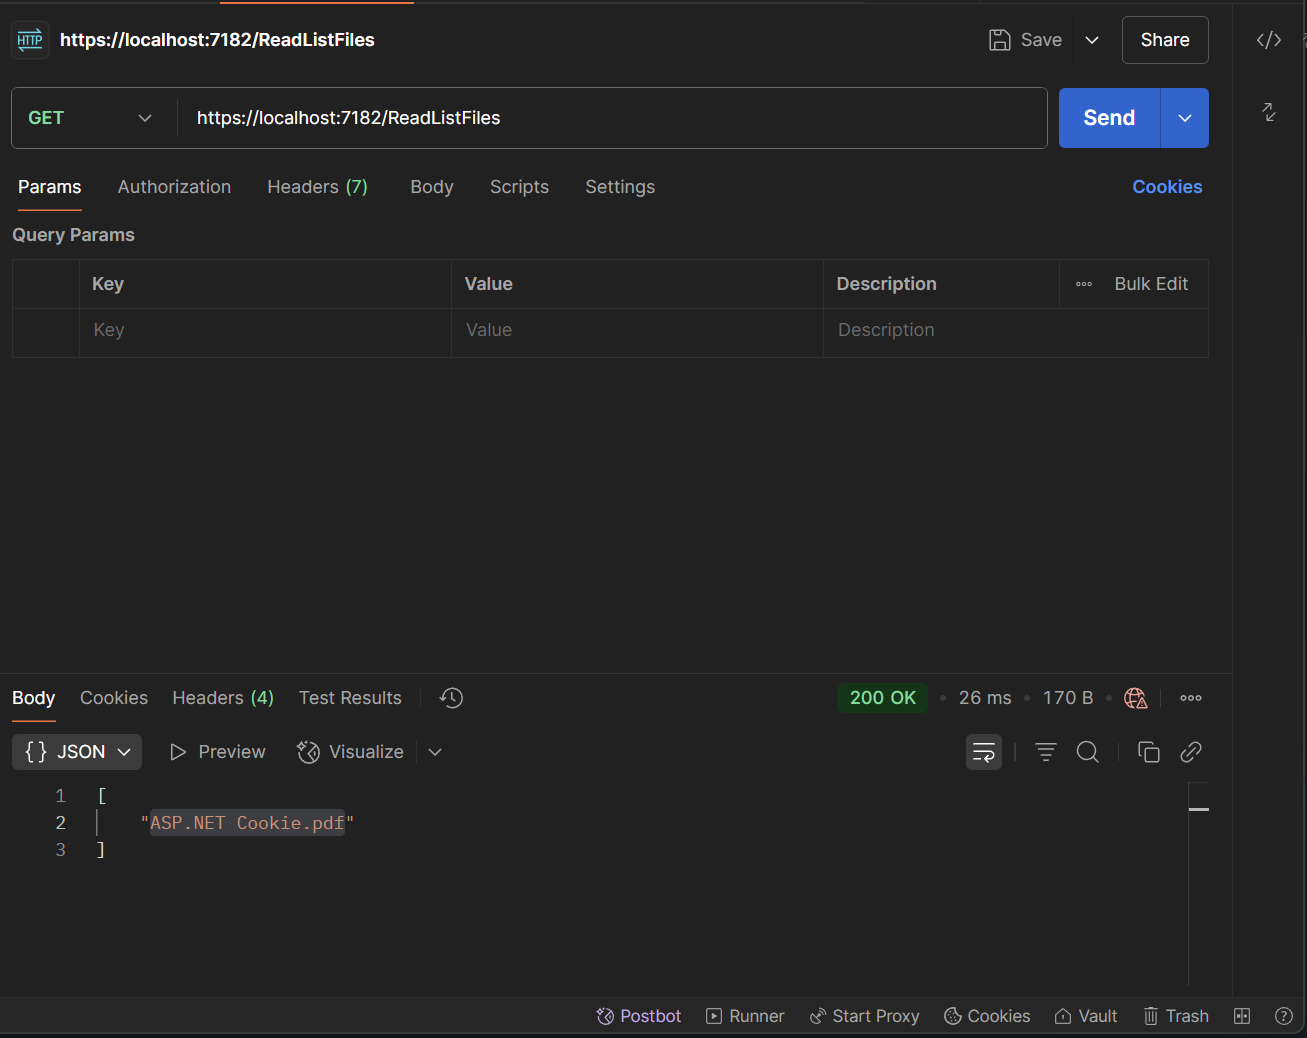 HTTP https://localhost:7182/ReadListFiles Save Share
GET https://localhost:7182/ReadListFiles Send
Params Authorization Headers (7) Body Scripts Settings Cookies
Query Params
Key Value Description Bulk Edit
Key Value Description
Body Cookies Headers (4) Test Results 200 OK • 26 ms • 170 B •
{} JSON Preview Visualize
1 [
2 "ASP.NET Cookie.pdf"
3 ]
Postbot Runner Start Proxy Cookies Vault Trash